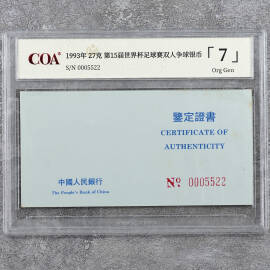 COA®
1993年 27克 第15届世界杯足球赛双人争球银币
S/N 0005522
「7」
Org Gen
鑒定證書
CERTIFICATE OF
AUTHENTICITY
中國人民銀行
The People's Bank of China
№ 0005522